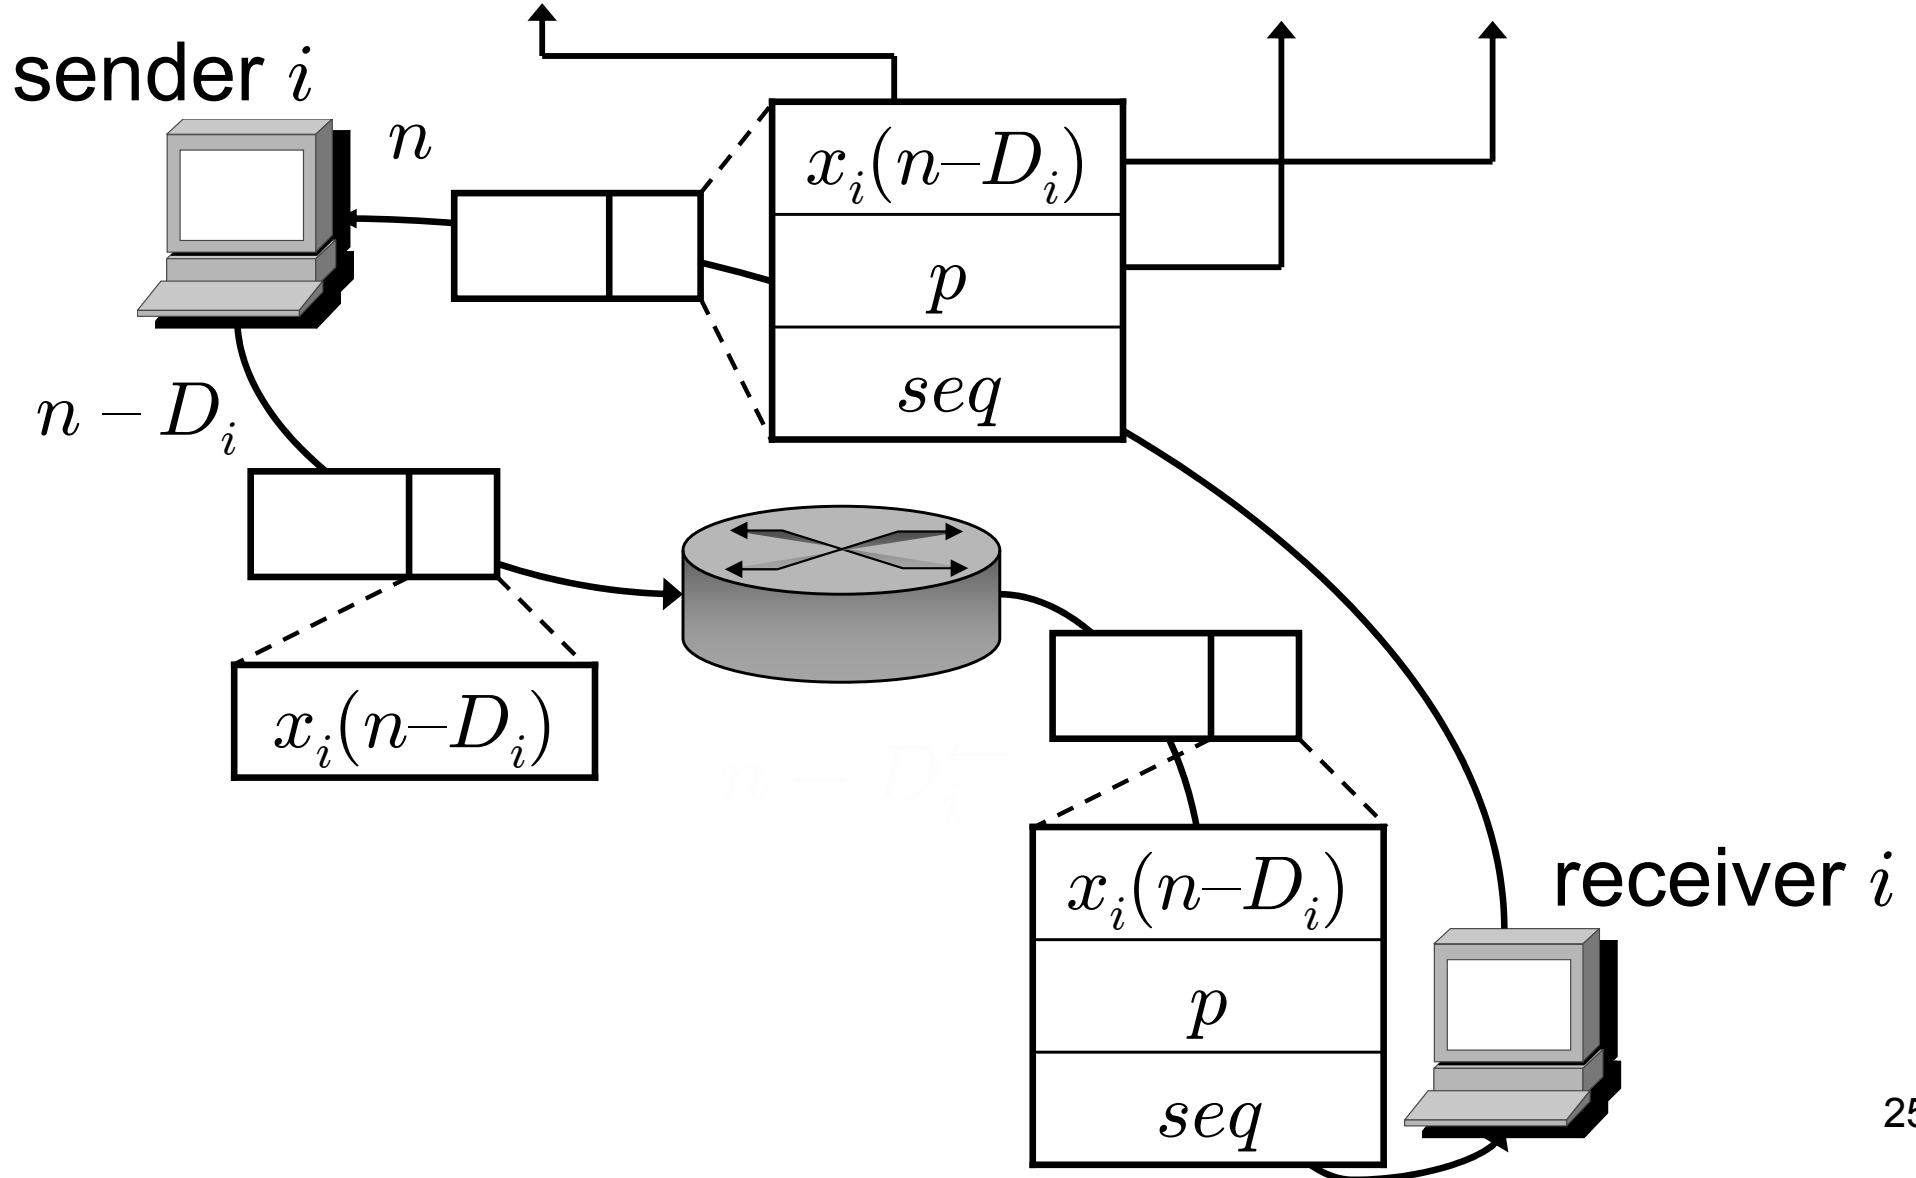 sender i
n
x_i(n–D_i)
p
seq
n – D_i
x_i(n–D_i)
x_i(n–D_i)
p
seq
receiver i
25